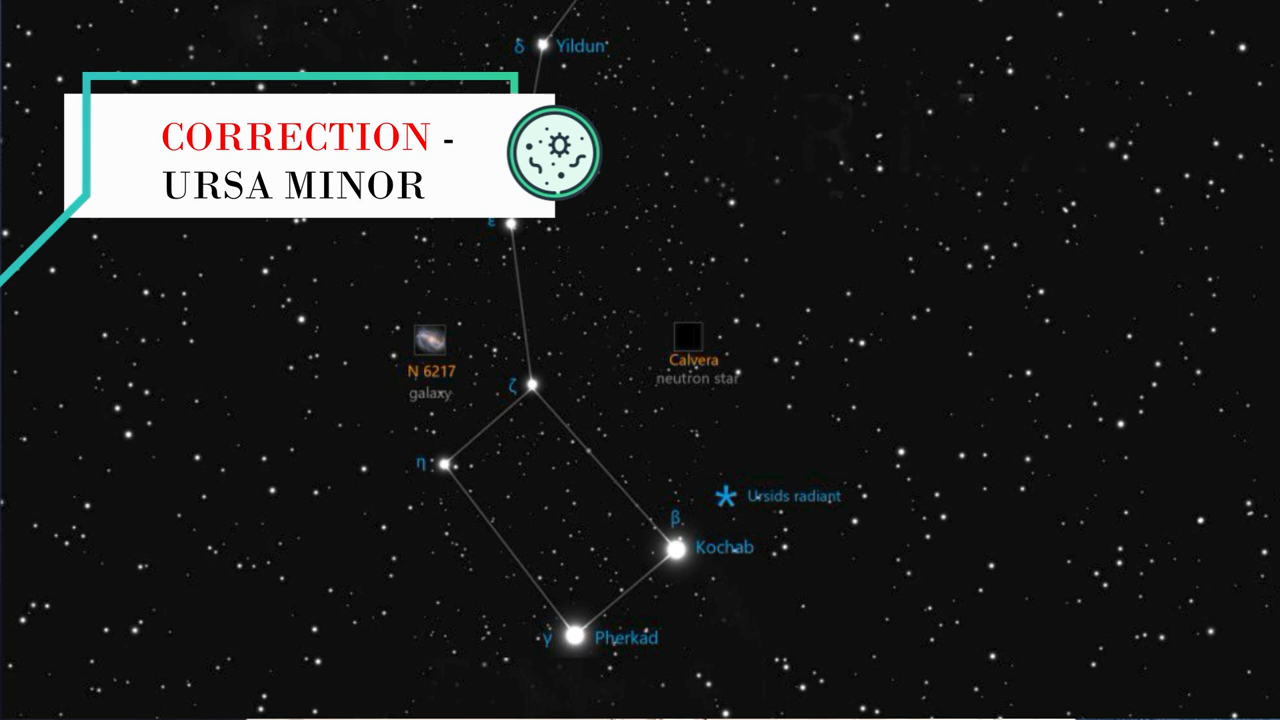 δ Yildun
CORRECTION -
URSA MINOR
ε
N 6217
galaxy
Calvera
neutron star
ζ
η
Ursids radiant
β
Kochab
γ Pherkad